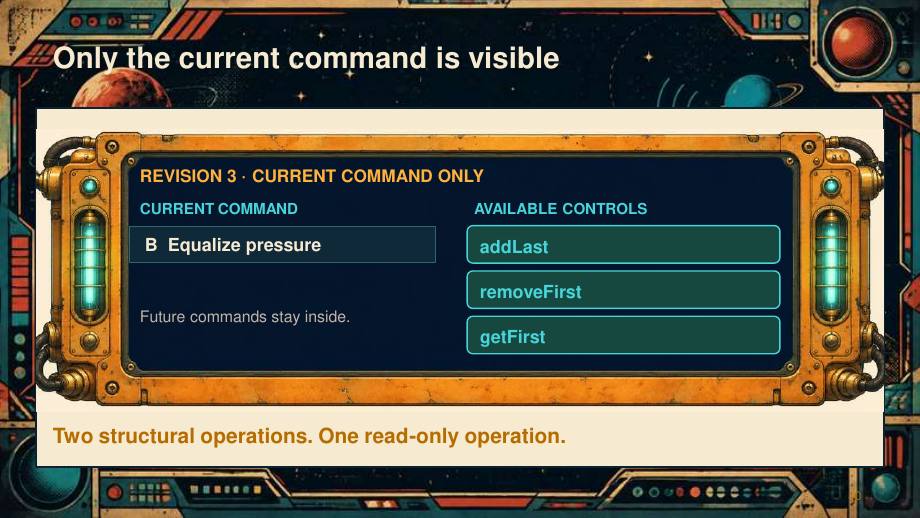 Only the current command is visible
REVISION 3 · CURRENT COMMAND ONLY
CURRENT COMMAND
B Equalize pressure
Future commands stay inside.
AVAILABLE CONTROLS
addLast
removeFirst
getFirst
Two structural operations. One read-only operation.